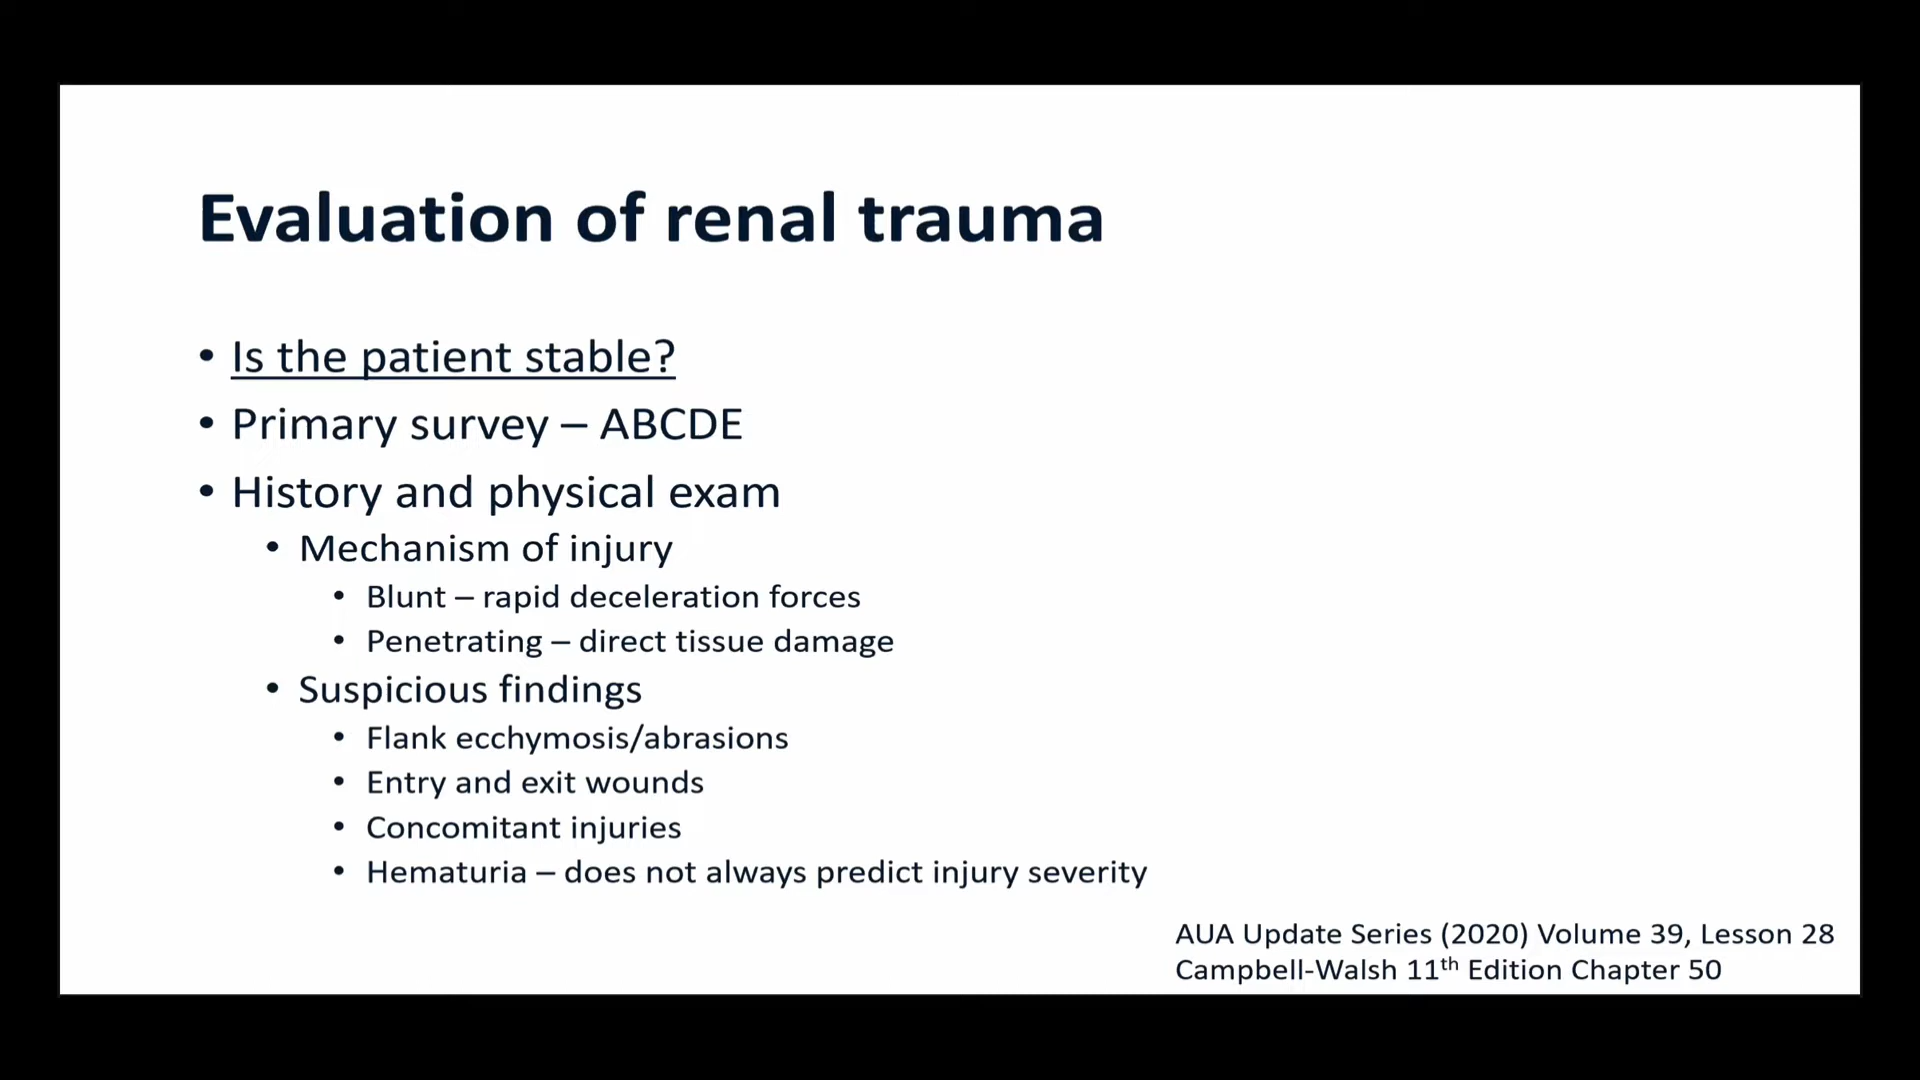 Evaluation of renal trauma
• Is the patient stable?
• Primary survey – ABCDE
• History and physical exam
• Mechanism of injury
• Blunt – rapid deceleration forces
• Penetrating – direct tissue damage
• Suspicious findings
• Flank ecchymosis/abrasions
• Entry and exit wounds
• Concomitant injuries
• Hematuria – does not always predict injury severity
AUA Update Series (2020) Volume 39, Lesson 28
Campbell-Walsh 11th Edition Chapter 50